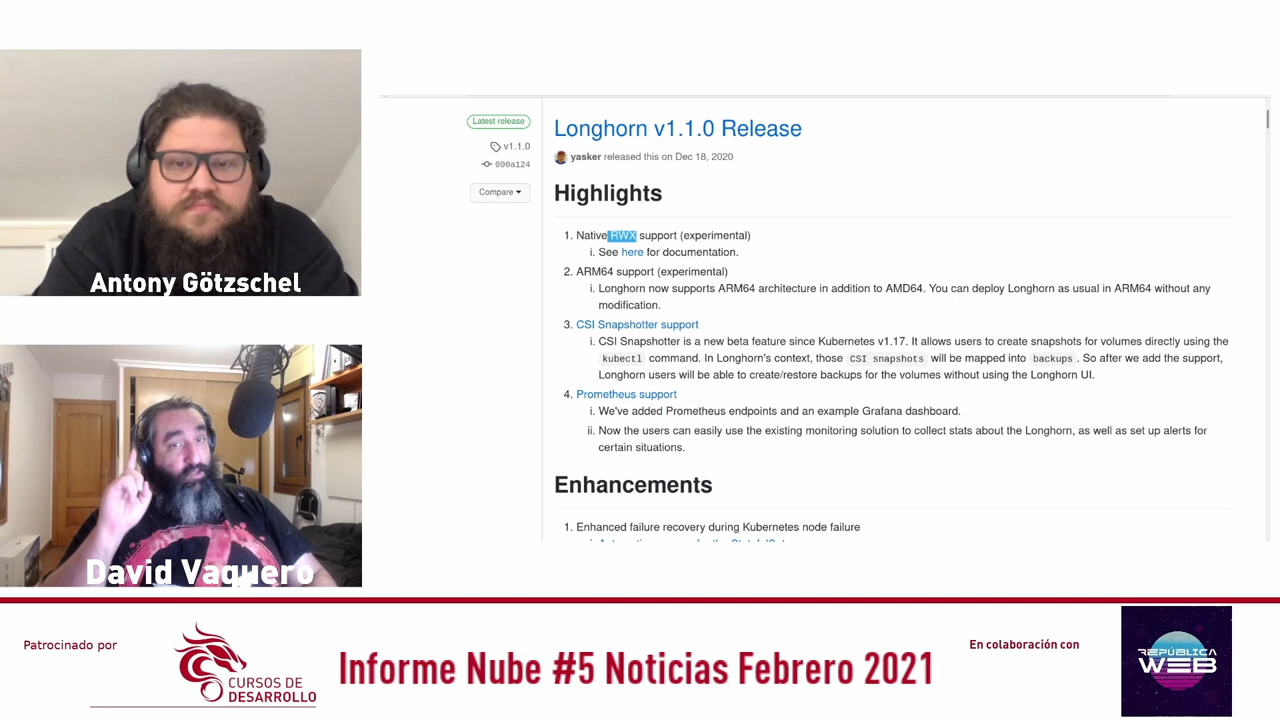 Antony Götzschel
David Vaquero
Latest release
v1.1.0
000a124
Compare
Longhorn v1.1.0 Release
yasker released this on Dec 18, 2020
Highlights
1. Native RWX support (experimental)
i. See here for documentation.
2. ARM64 support (experimental)
i. Longhorn now supports ARM64 architecture in addition to AMD64. You can deploy Longhorn as usual in ARM64 without any
modification.
3. CSI Snapshotter support
i. CSI Snapshotter is a new beta feature since Kubernetes v1.17. It allows users to create snapshots for volumes directly using the
kubectl command. In Longhorn's context, those CSI snapshots will be mapped into backups . So after we add the support,
Longhorn users will be able to create/restore backups for the volumes without using the Longhorn UI.
4. Prometheus support
i. We've added Prometheus endpoints and an example Grafana dashboard.
ii. Now the users can easily use the existing monitoring solution to collect stats about the Longhorn, as well as set up alerts for
certain situations.
Enhancements
1. Enhanced failure recovery during Kubernetes node failure
Patrocinado por
CURSOS DE
DESARROLLO
Informe Nube #5 Noticias Febrero 2021
En colaboración con
REPÚBLICA
WEB